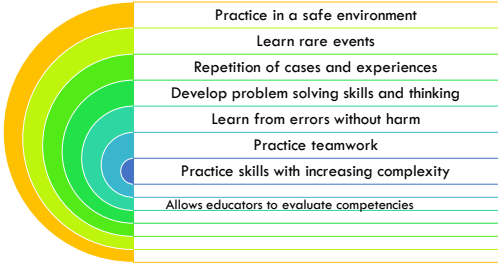 Practice in a safe environment
Learn rare events
Repetition of cases and experiences
Develop problem solving skills and thinking
Learn from errors without harm
Practice teamwork
Practice skills with increasing complexity
Allows educators to evaluate competencies